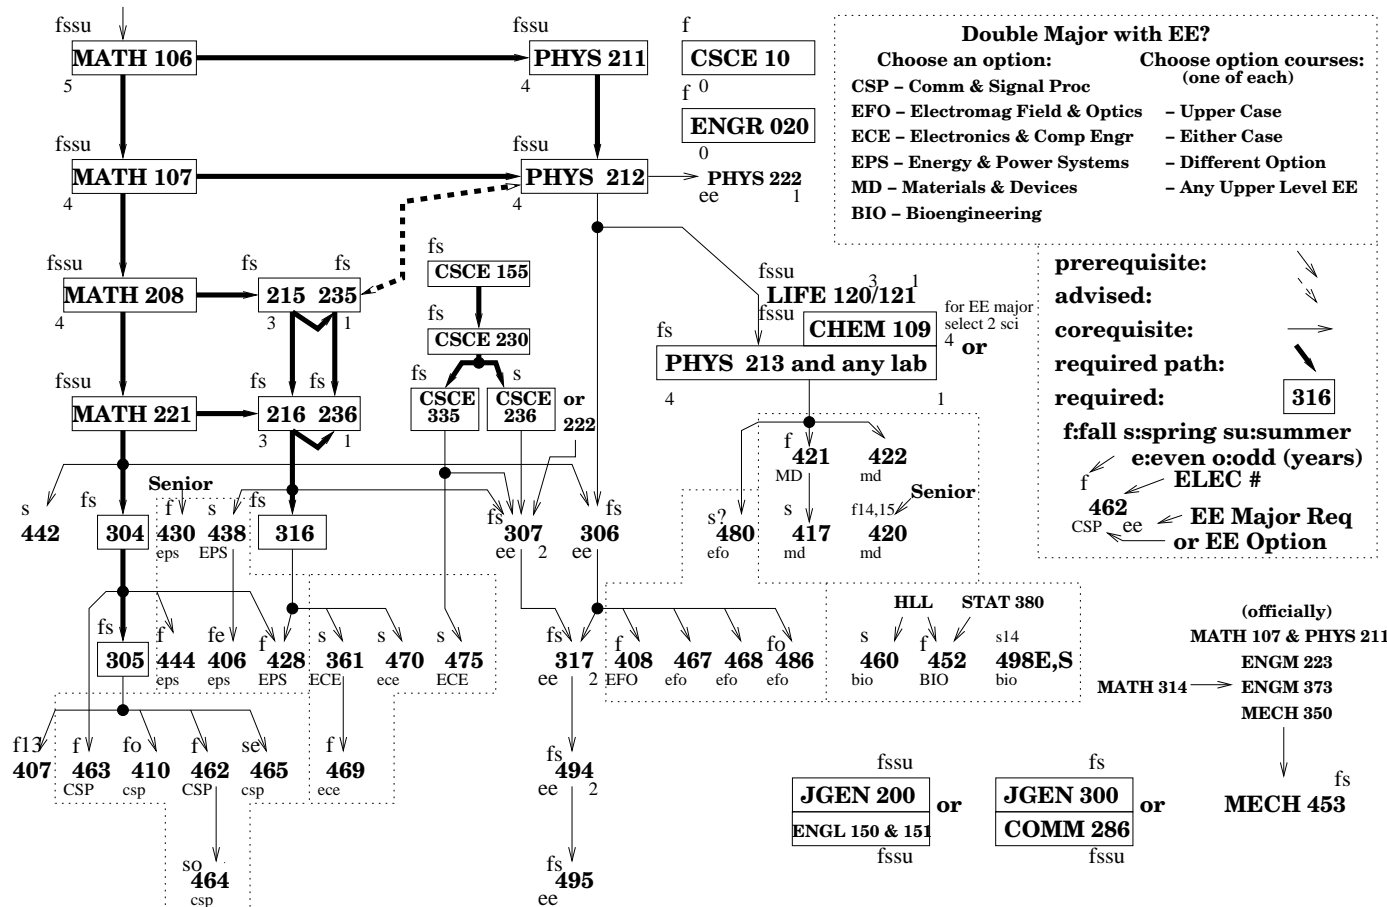 fssu
MATH 106
5
fssu
PHYS 211
4
f
CSCE 10
0
f
ENGR 020
0
fssu
MATH 107
4
fssu
PHYS 212
4
PHYS 222
ee 1
Double Major with EE?
Choose an option:
CSP – Comm & Signal Proc
EFO – Electromag Field & Optics
ECE – Electronics & Comp Engr
EPS – Energy & Power Systems
MD – Materials & Devices
BIO – Bioengineering
Choose option courses:
(one of each)
– Upper Case
– Either Case
– Different Option
– Any Upper Level EE
prerequisite:
advised:
corequisite:
required path:
required:
316
f:fall s:spring su:summer
e:even o:odd (years)
f
ELEC #
462
CSP ee
EE Major Req
or EE Option
fssu
MATH 208
4
fs fs
215 235
3 1
fs
CSCE 155
fs
CSCE 230
fs
CSCE
335
s
CSCE
236
or
222
fssu
3 1
LIFE 120/121
fssu
CHEM 109
4
for EE major
select 2 sci
or
fs
PHYS 213 and any lab
4 1
fssu
MATH 221
4
fs fs
216 236
3 1
f
421
MD
422
md
s
442
fs
304
Senior
f
430
eps
s
438
EPS
fs
316
fs
307
ee 2
fs
306
ee
s?
480
efo
s
417
md
Senior
f14,15
420
md
fs
305
f
444
eps
fe
406
eps
f
428
EPS
s
361
ECE
s
470
ece
s
475
ECE
fs
317
ee 2
f
408
EFO
467
efo
468
efo
fo
486
efo
HLL STAT 380
s
460
bio
f
452
BIO
s14
498E,S
bio
(officially)
MATH 107 & PHYS 211
ENGM 223
MATH 314
ENGM 373
MECH 350
fs
MECH 453
f13
407
f
463
CSP
fo
410
csp
f
462
CSP
se
465
csp
f
469
ece
fs
494
ee 2
fssu
JGEN 200
ENGL 150 & 151
fssu
or
fs
JGEN 300
COMM 286
fssu
or
so
464
csp
fs
495
ee